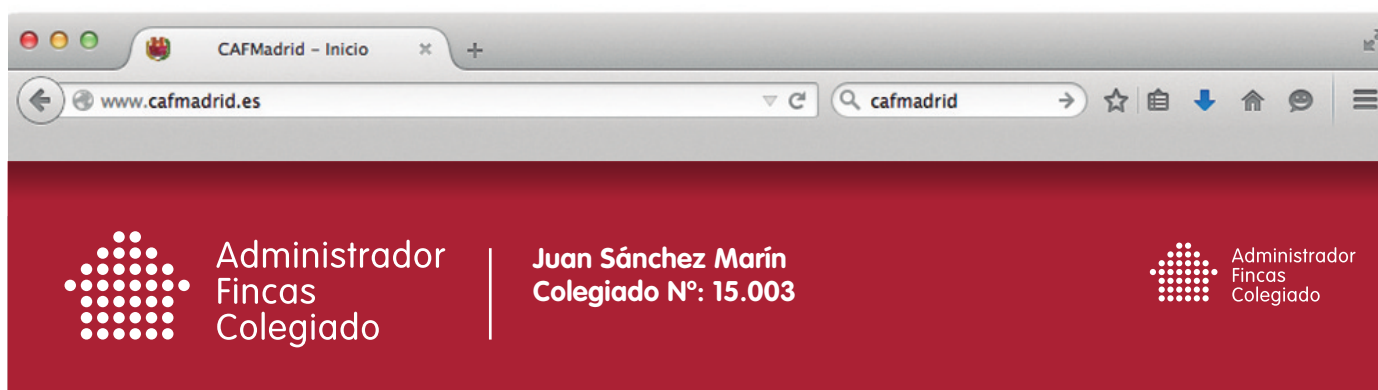 CAFMadrid – Inicio
www.cafmadrid.es
cafmadrid
Administrador
Fincas
Colegiado
Juan Sánchez Marín
Colegiado Nº: 15.003
Administrador
Fincas
Colegiado